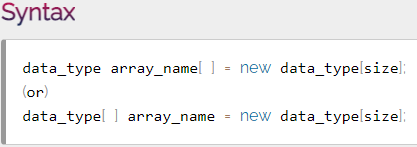 Syntax
data_type array_name[ ] = new data_type[size];
(or)
data_type[ ] array_name = new data_type[size];